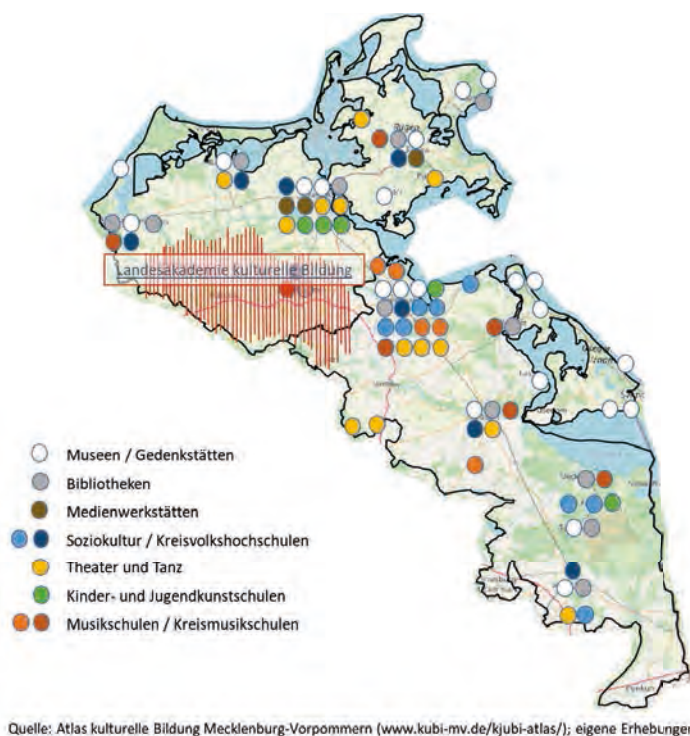 Rügen
Landesakademie kulturelle Bildung
Museen / Gedenkstätten
Bibliotheken
Medienwerkstätten
Soziokultur / Kreisvolkshochschulen
Theater und Tanz
Kinder- und Jugendkunstschulen
Musikschulen / Kreismusikschulen
Quelle: Atlas kulturelle Bildung Mecklenburg-Vorpommern (www.kubi-mv.de/kjubi-atlas/); eigene Erhebungen